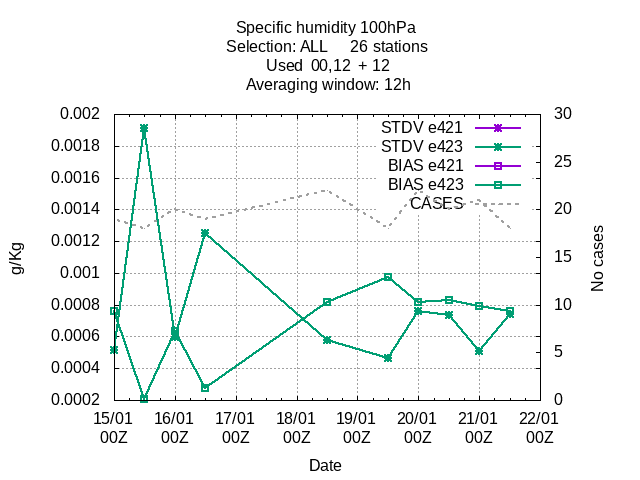 Specific humidity 100hPa
Selection: ALL 26 stations
Used 00,12 + 12
Averaging window: 12h
0.002
0.0018
0.0016
0.0014
0.0012
0.001
0.0008
0.0006
0.0004
0.0002
g/Kg
STDV e421
STDV e423
BIAS e421
BIAS e423
CASES
30
25
20
15
10
5
0
No cases
15/01 16/01 17/01 18/01 19/01 20/01 21/01 22/01
00Z 00Z 00Z 00Z 00Z 00Z 00Z 00Z
Date